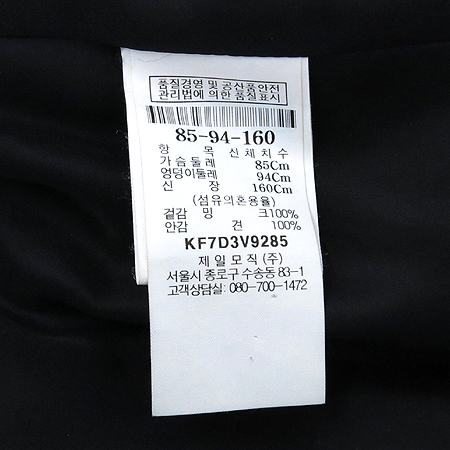 품질경영 및 공산품안전
관리법에 의한 품질표시
85-94-160
항 목 신체치수
가슴둘레 85Cm
엉덩이둘레 94Cm
신 장 160Cm
(섬유의혼용율)
겉감 밍 크100%
안감 견 100%
KF7D3V9285
제일모직(주)
서울시 종로구 수송동 83-1
고객상담실: 080-700-1472